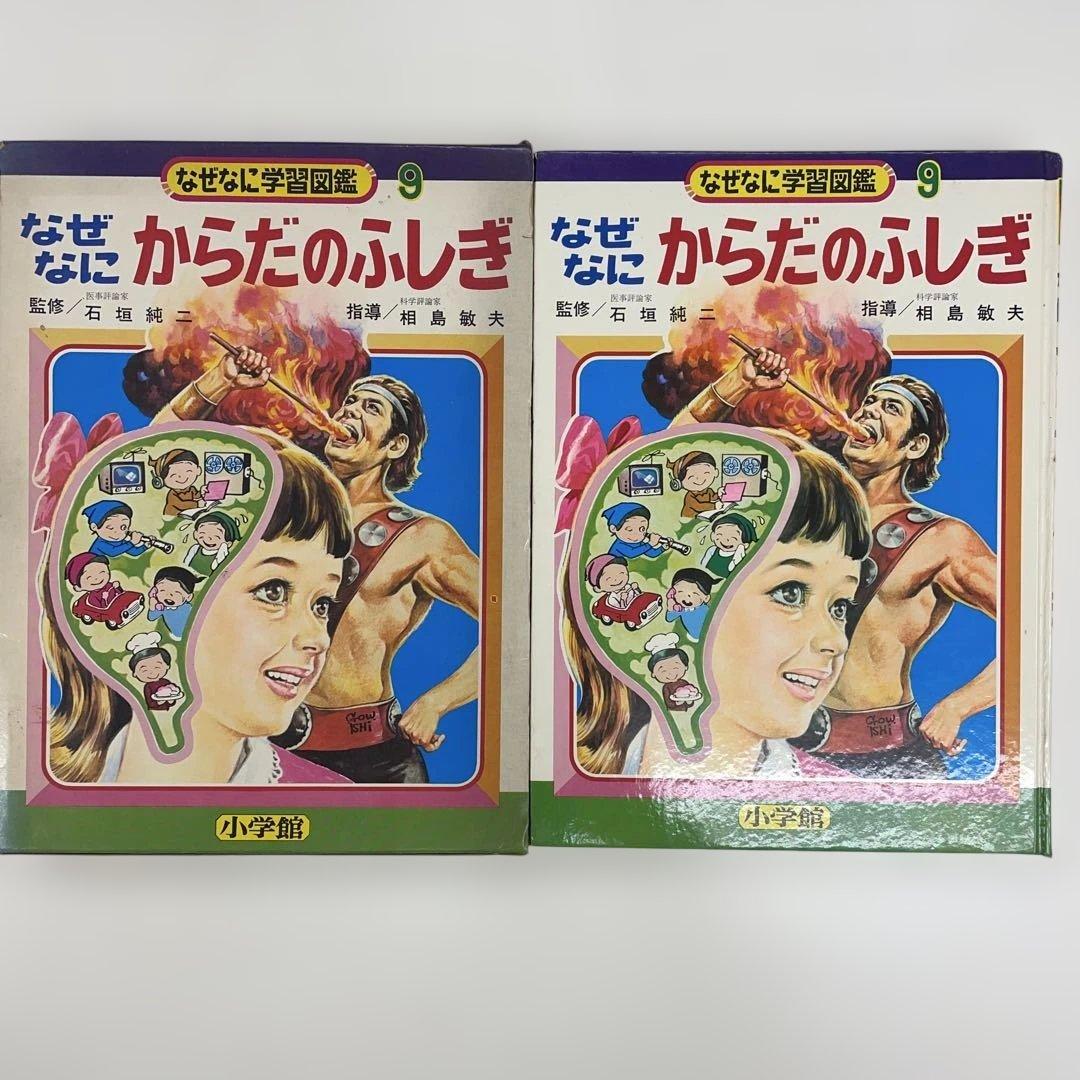 なぜなに学習図鑑 9
なぜ
なに
からだのふしぎ
医事評論家
監修/石垣純二
科学評論家
指導/相島敏夫
CHOW
ISHI
小学館
なぜなに学習図鑑 9
なぜ
なに
からだのふしぎ
医事評論家
監修/石垣純二
科学評論家
指導/相島敏夫
CHOW
ISHI
小学館